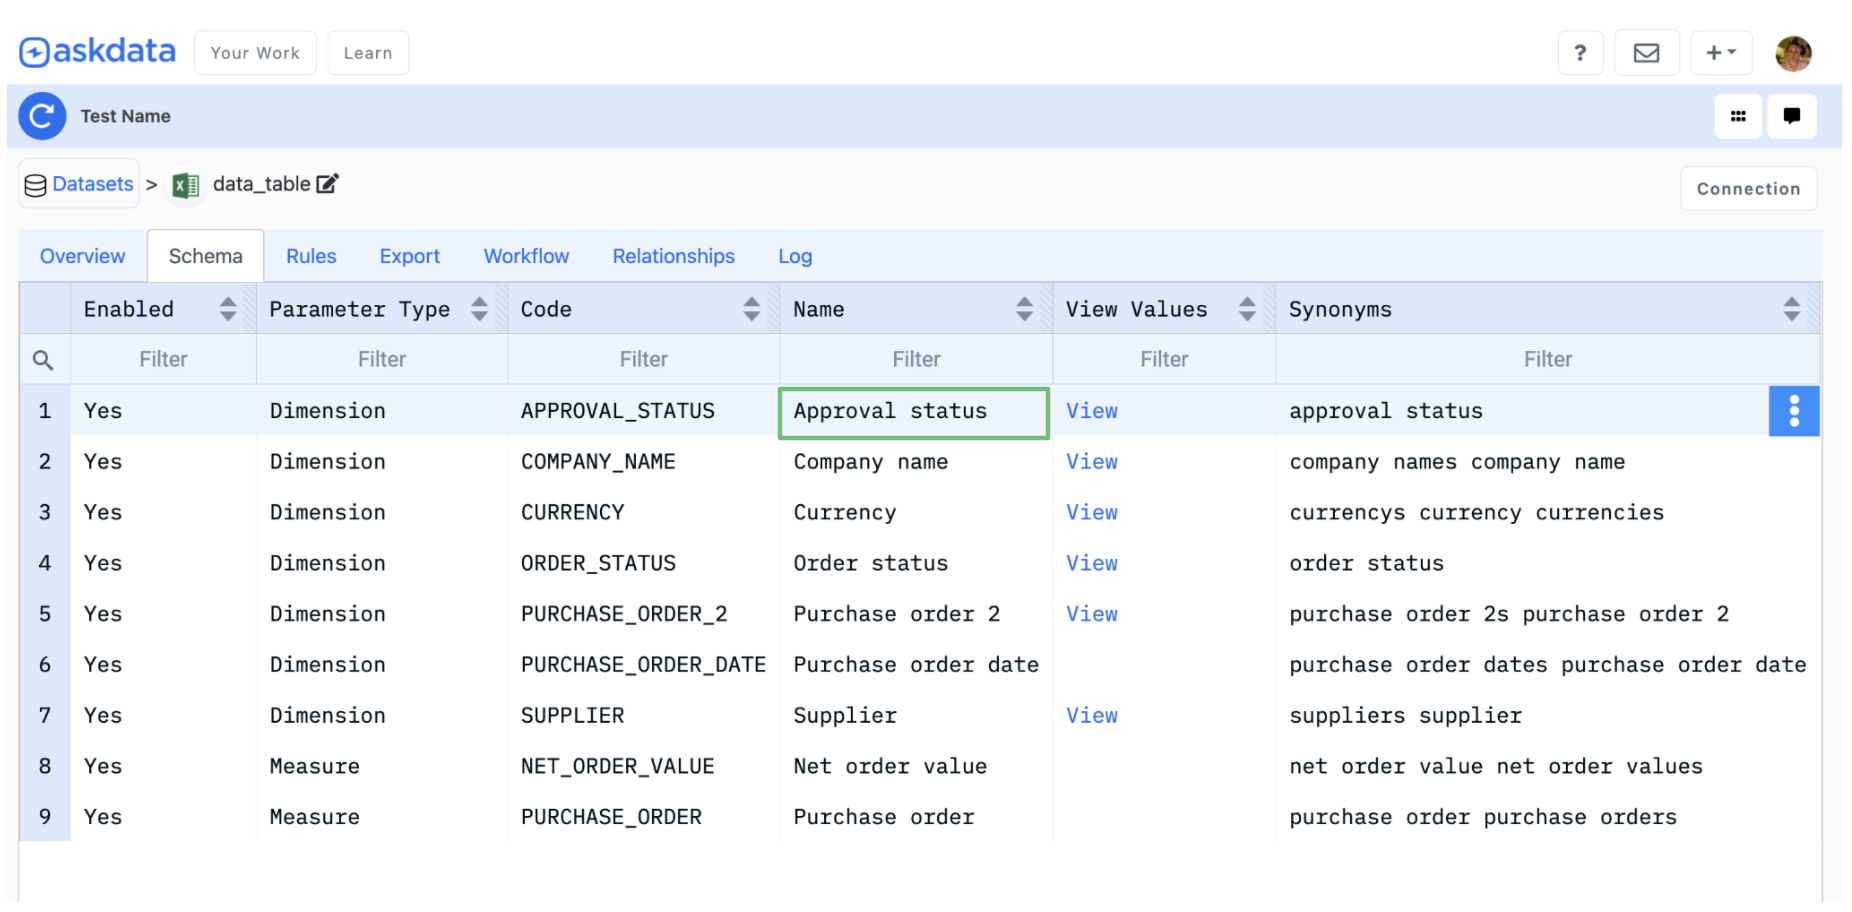 askdata Your Work Learn ? +
Test Name
Datasets > data_table Connection
Overview Schema Rules Export Workflow Relationships Log
Enabled Parameter Type Code Name View Values Synonyms
Filter Filter Filter Filter Filter Filter
1 Yes Dimension APPROVAL_STATUS Approval status View approval status
2 Yes Dimension COMPANY_NAME Company name View company names company name
3 Yes Dimension CURRENCY Currency View currencys currency currencies
4 Yes Dimension ORDER_STATUS Order status View order status
5 Yes Dimension PURCHASE_ORDER_2 Purchase order 2 View purchase order 2s purchase order 2
6 Yes Dimension PURCHASE_ORDER_DATE Purchase order date purchase order dates purchase order date
7 Yes Dimension SUPPLIER Supplier View suppliers supplier
8 Yes Measure NET_ORDER_VALUE Net order value net order value net order values
9 Yes Measure PURCHASE_ORDER Purchase order purchase order purchase orders